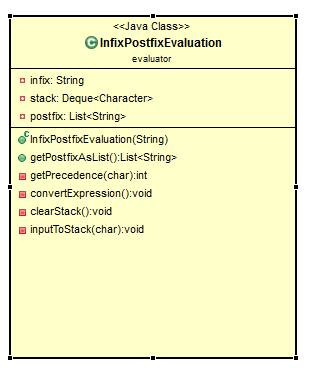 <<Java Class>>
InfixPostfixEvaluation
evaluator
infix: String
stack: Deque<Character>
postfix: List<String>
InfixPostfixEvaluation(String)
getPostfixAsList():List<String>
getPrecedence(char):int
convertExpression():void
clearStack():void
inputToStack(char):void